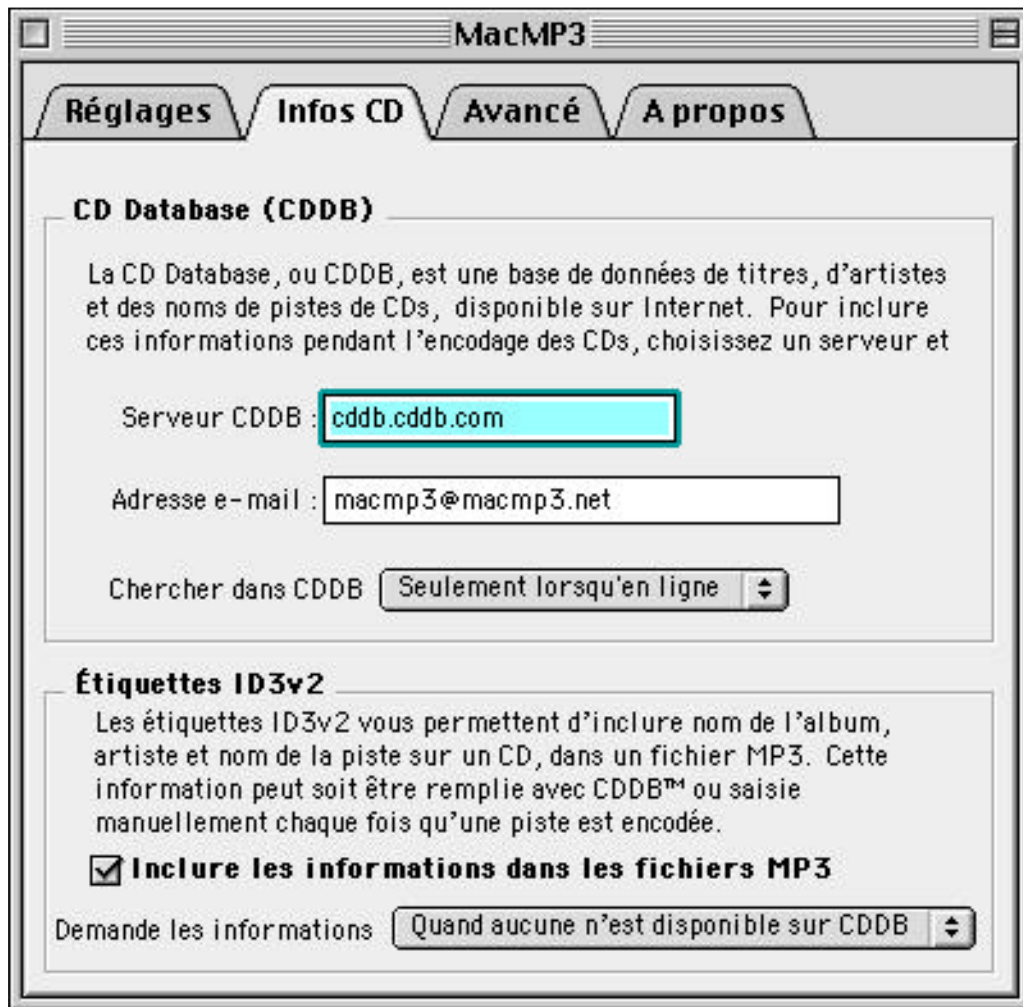 MacMP3
Réglages Infos CD Avancé A propos
CD Database (CDDB)
La CD Database, ou CDDB, est une base de données de titres, d'artistes
et des noms de pistes de CDs, disponible sur Internet. Pour inclure
ces informations pendant l'encodage des CDs, choisissez un serveur et
Serveur CDDB : cddb.cddb.com
Adresse e-mail : macmp3@macmp3.net
Chercher dans CDDB Seulement lorsqu'en ligne
Étiquettes ID3v2
Les étiquettes ID3v2 vous permettent d'inclure nom de l'album,
artiste et nom de la piste sur un CD, dans un fichier MP3. Cette
information peut soit être remplie avec CDDB™ ou saisie
manuellement chaque fois qu'une piste est encodée.
Inclure les informations dans les fichiers MP3
Demande les informations Quand aucune n'est disponible sur CDDB